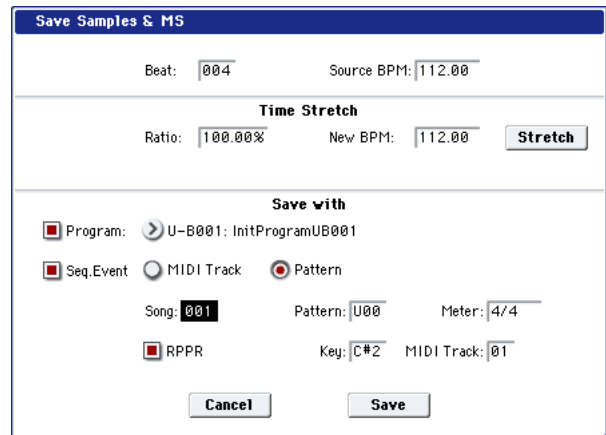 Save Samples & MS
Beat: 004 Source BPM: 112.00
Time Stretch
Ratio: 100.00% New BPM: 112.00 Stretch
Save with
Program: U-B001: InitProgramUB001
Seq.Event MIDI Track Pattern
Song: 001 Pattern: U00 Meter: 4/4
RPPR Key: C#2 MIDI Track: 01
Cancel Save